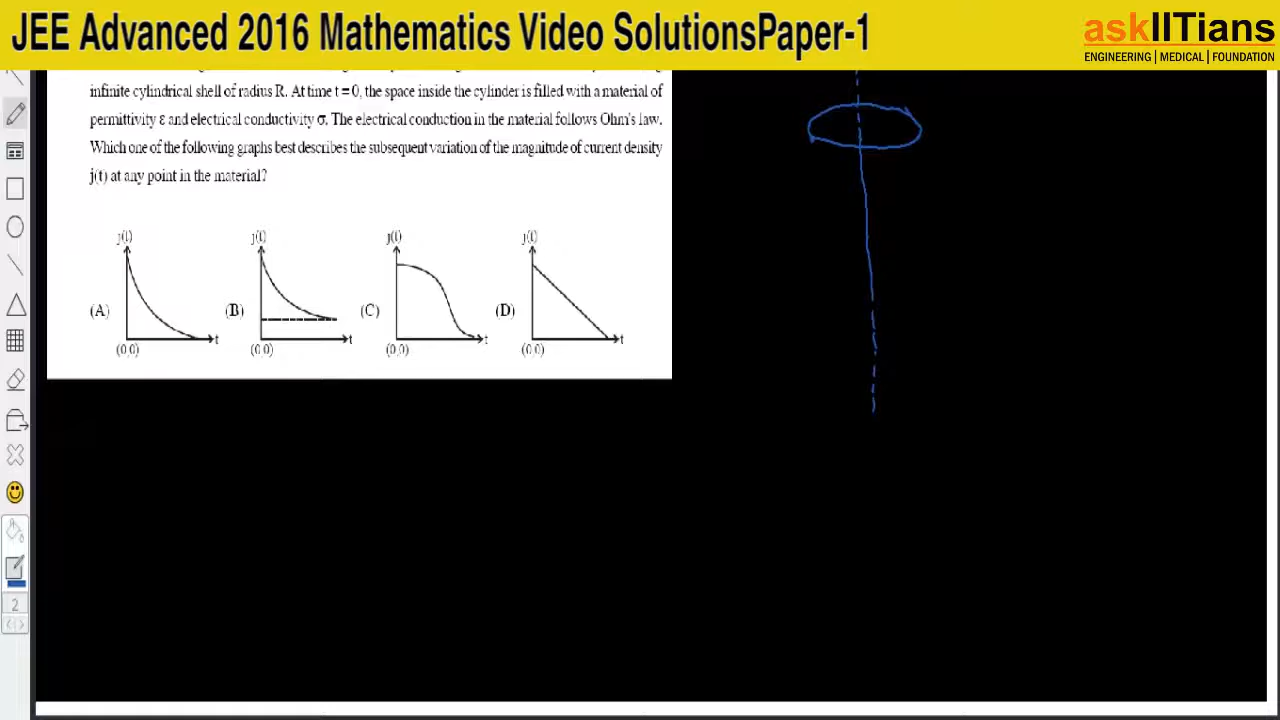 JEE Advanced 2016 Mathematics Video SolutionsPaper-1
askIITians
ENGINEERING | MEDICAL | FOUNDATION
infinite cylindrical shell of radius R. At time t = 0, the space inside the cylinder is filled with a material of
permittivity ε and electrical conductivity σ. The electrical conduction in the material follows Ohm's law.
Which one of the following graphs best describes the subsequent variation of the magnitude of current density
j(t) at any point in the material?
j(t) j(t) j(t) j(t)
(A) (B) (C) (D)
t t t t
(0,0) (0,0) (0,0) (0,0)
2